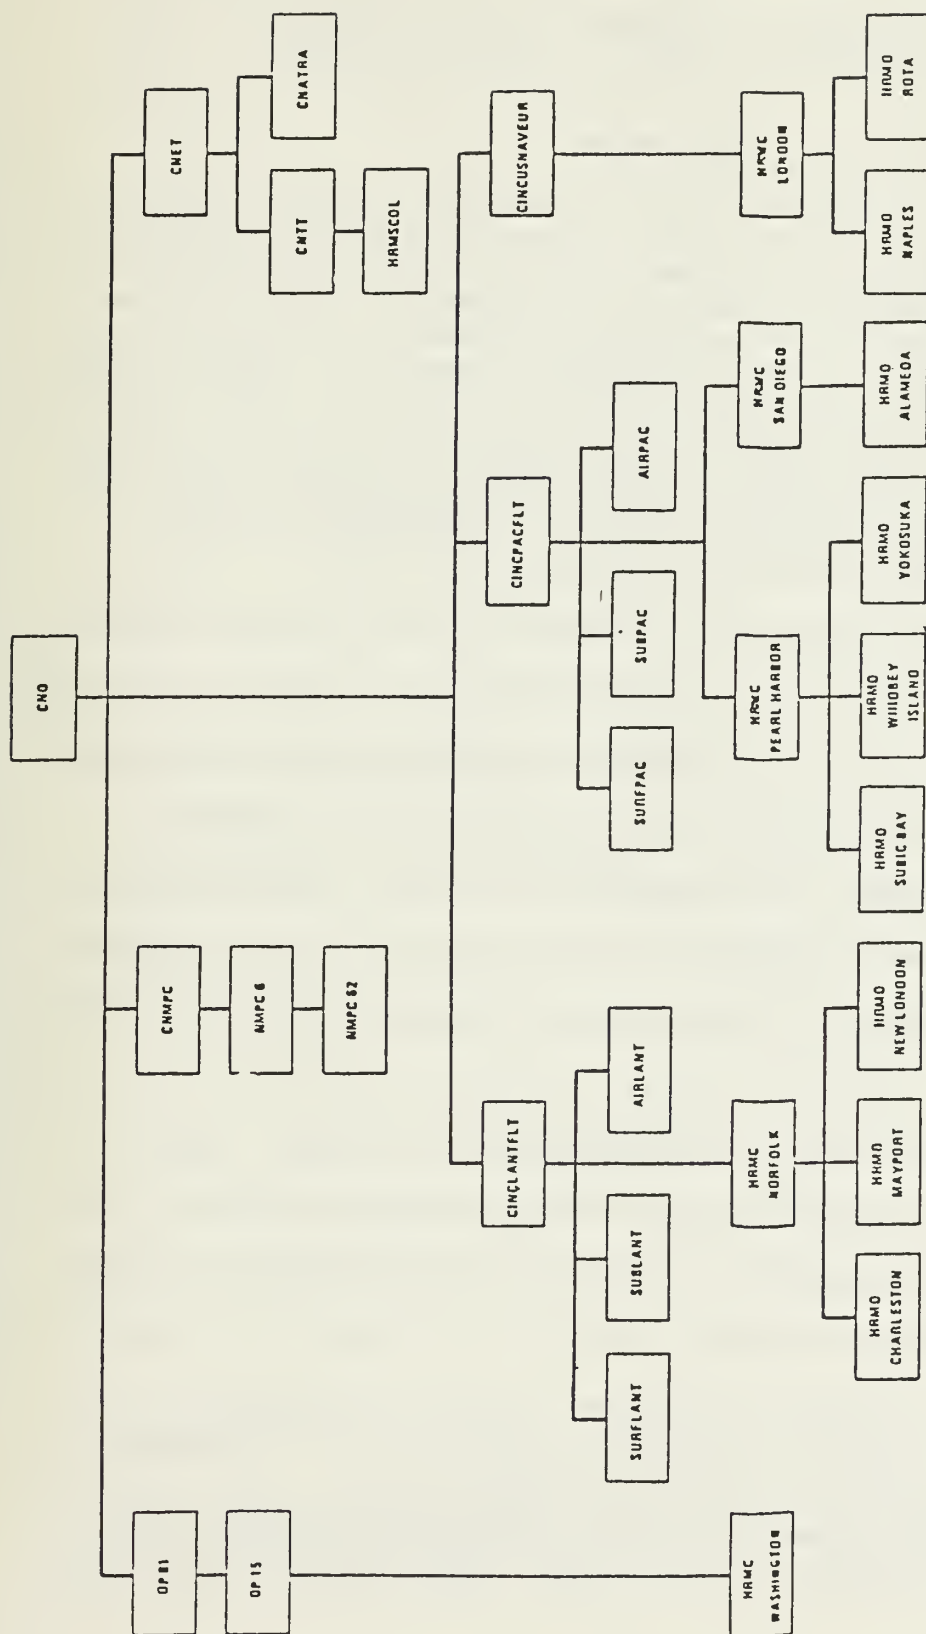 CNO
OP 01
OP 15
HRMC
WASHINGTON
CNMPC
NMPC 6
NMPC 62
CNET
CNTT
CNATRA
HRMSCOL
CINCLANTFLT
SURFLANT
SUBLANT
AIRLANT
HRMC
NORFOLK
HRMO
CHARLESTON
HRMO
MAYPORT
HRMO
NEW LONDON
CINCPACFLT
SURFPAC
SUBPAC
AIRPAC
HRMC
PEARL HARBOR
HRMO
SUBIC BAY
HRMO
WHIDBEY
ISLAND
HRMO
YOKOSUKA
HRMC
SAN DIEGO
HRMO
ALAMEDA
CINCUSNAVEUR
HRMC
LONDON
HRMO
NAPLES
HRMO
ROTA